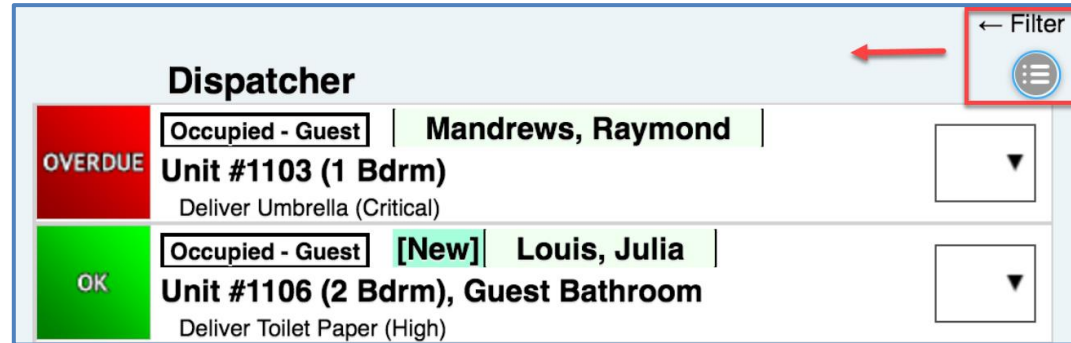 ← Filter
Dispatcher
OVERDUE
Occupied - Guest Mandrews, Raymond
Unit #1103 (1 Bdrm)
Deliver Umbrella (Critical)
▼
OK
Occupied - Guest [New] Louis, Julia
Unit #1106 (2 Bdrm), Guest Bathroom
Deliver Toilet Paper (High)
▼